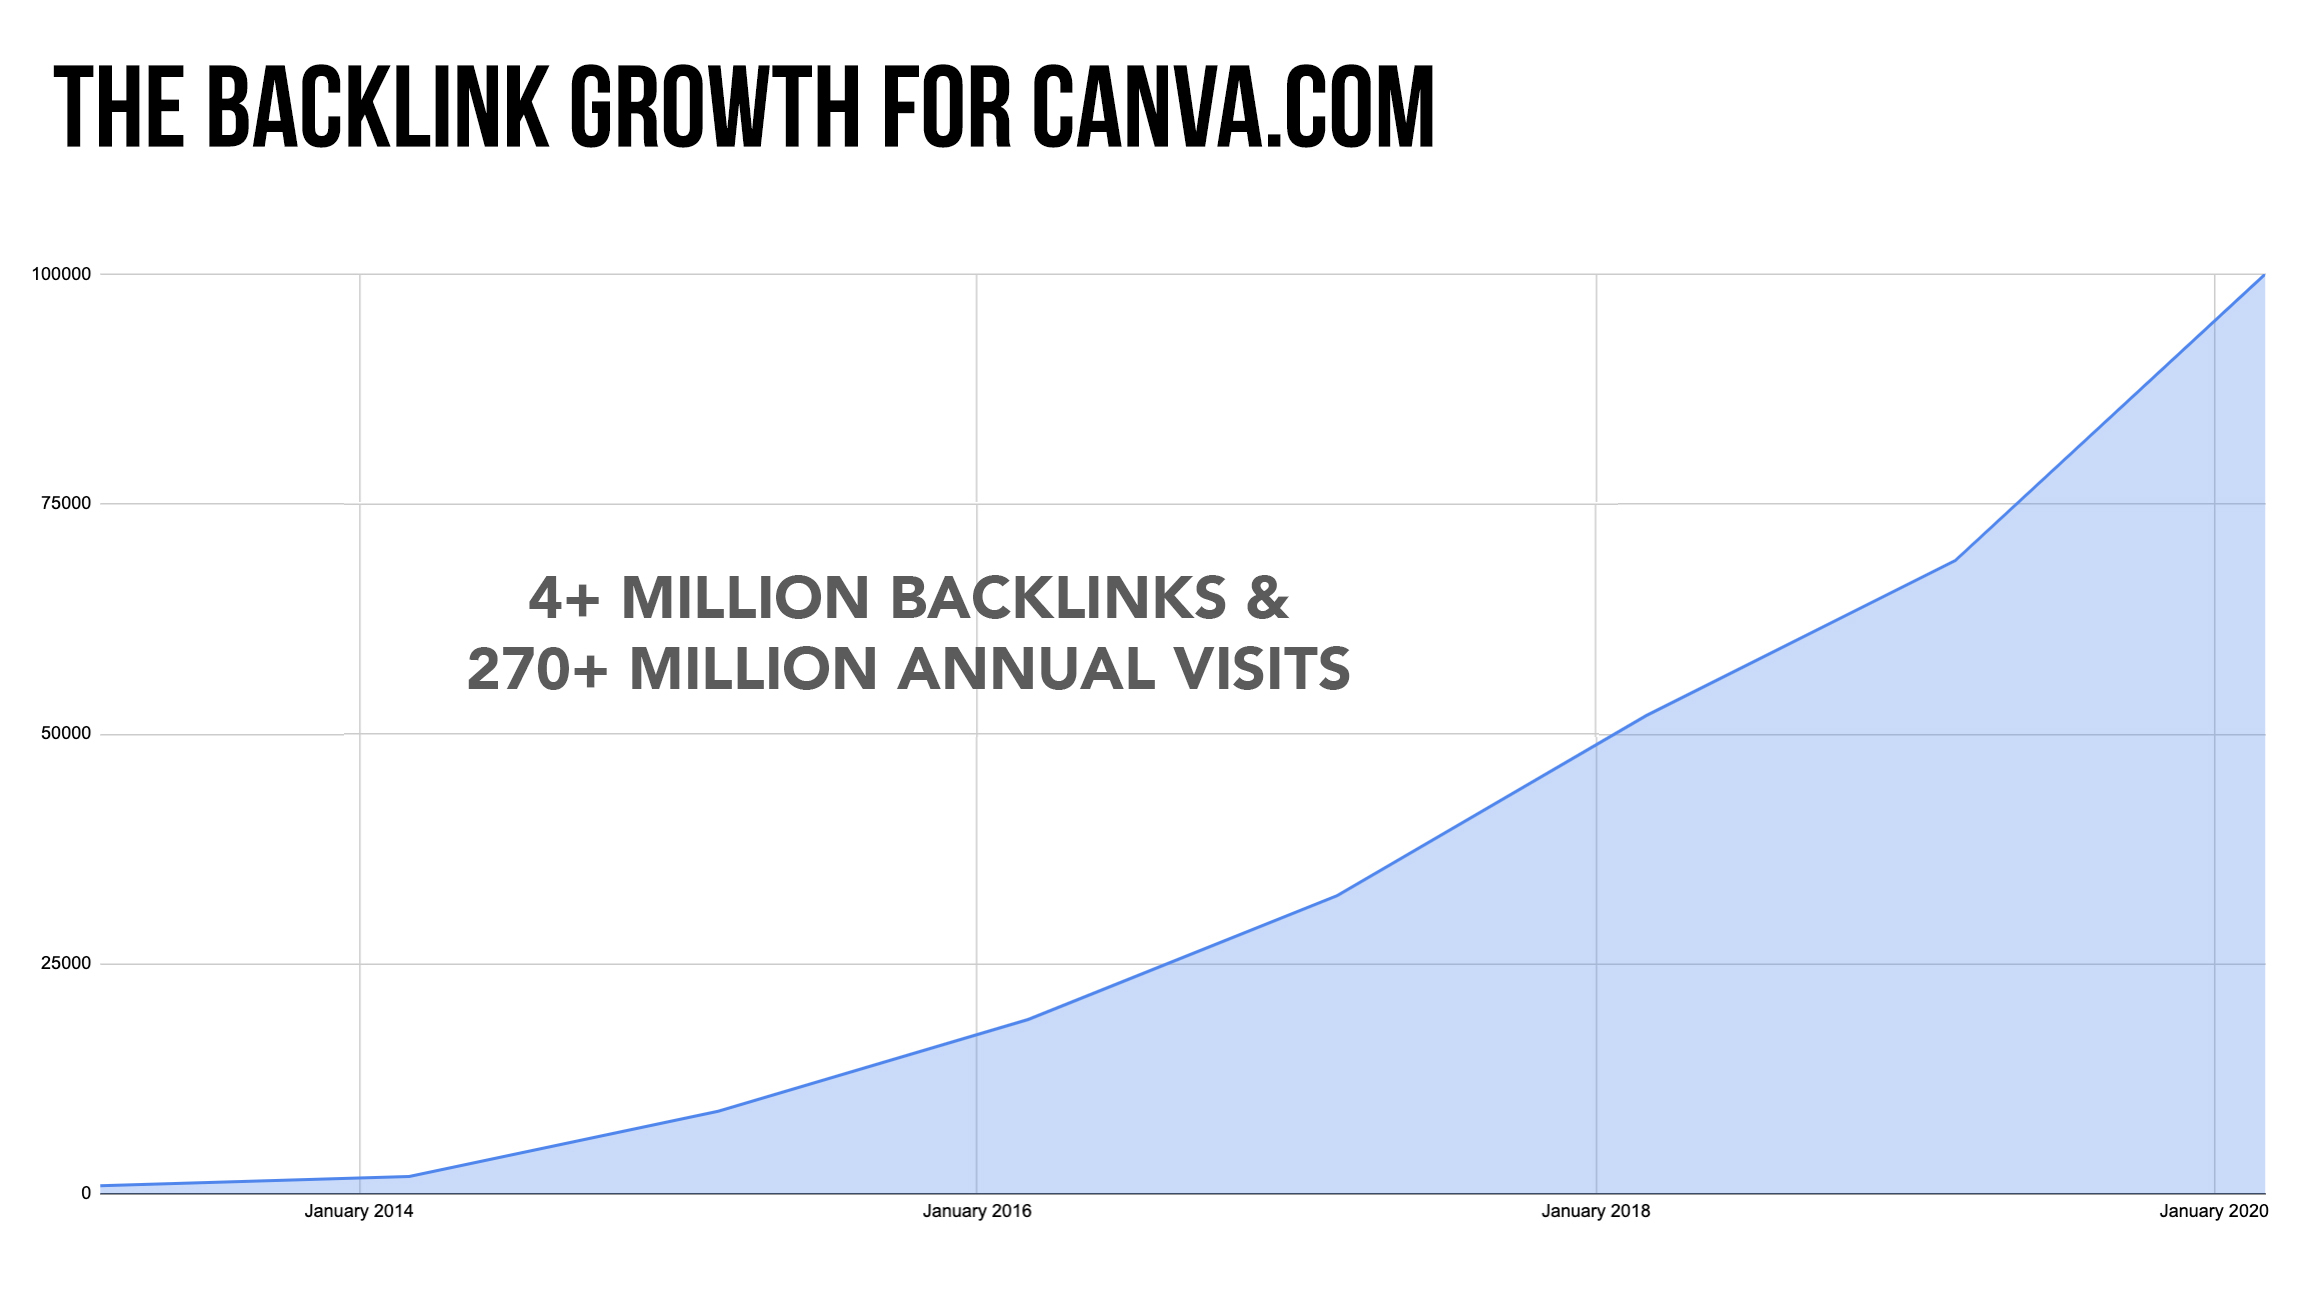 THE BACKLINK GROWTH FOR CANVA.COM
100000
75000
4+ MILLION BACKLINKS &
270+ MILLION ANNUAL VISITS
50000
25000
0
January 2014
January 2016
January 2018
January 2020